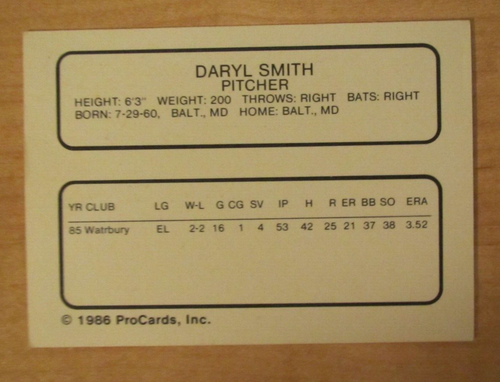 DARYL SMITH
PITCHER
HEIGHT: 6'3" WEIGHT: 200 THROWS: RIGHT BATS: RIGHT
BORN: 7-29-60, BALT., MD HOME: BALT., MD
YR CLUB LG W-L G CG SV IP H R ER BB SO ERA
85 Watrbury EL 2-2 16 1 4 53 42 25 21 37 38 3.52
© 1986 ProCards, Inc.